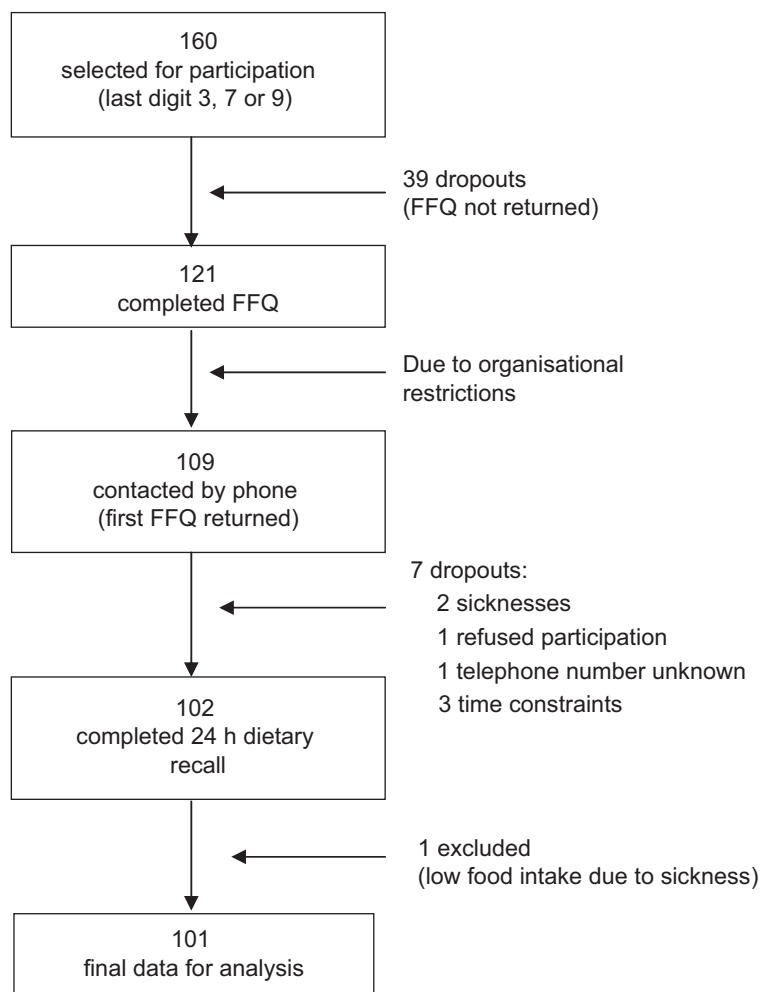 160
selected for participation
(last digit 3, 7 or 9)
39 dropouts
(FFQ not returned)
121
completed FFQ
Due to organisational
restrictions
109
contacted by phone
(first FFQ returned)
7 dropouts:
2 sicknesses
1 refused participation
1 telephone number unknown
3 time constraints
102
completed 24 h dietary
recall
1 excluded
(low food intake due to sickness)
101
final data for analysis